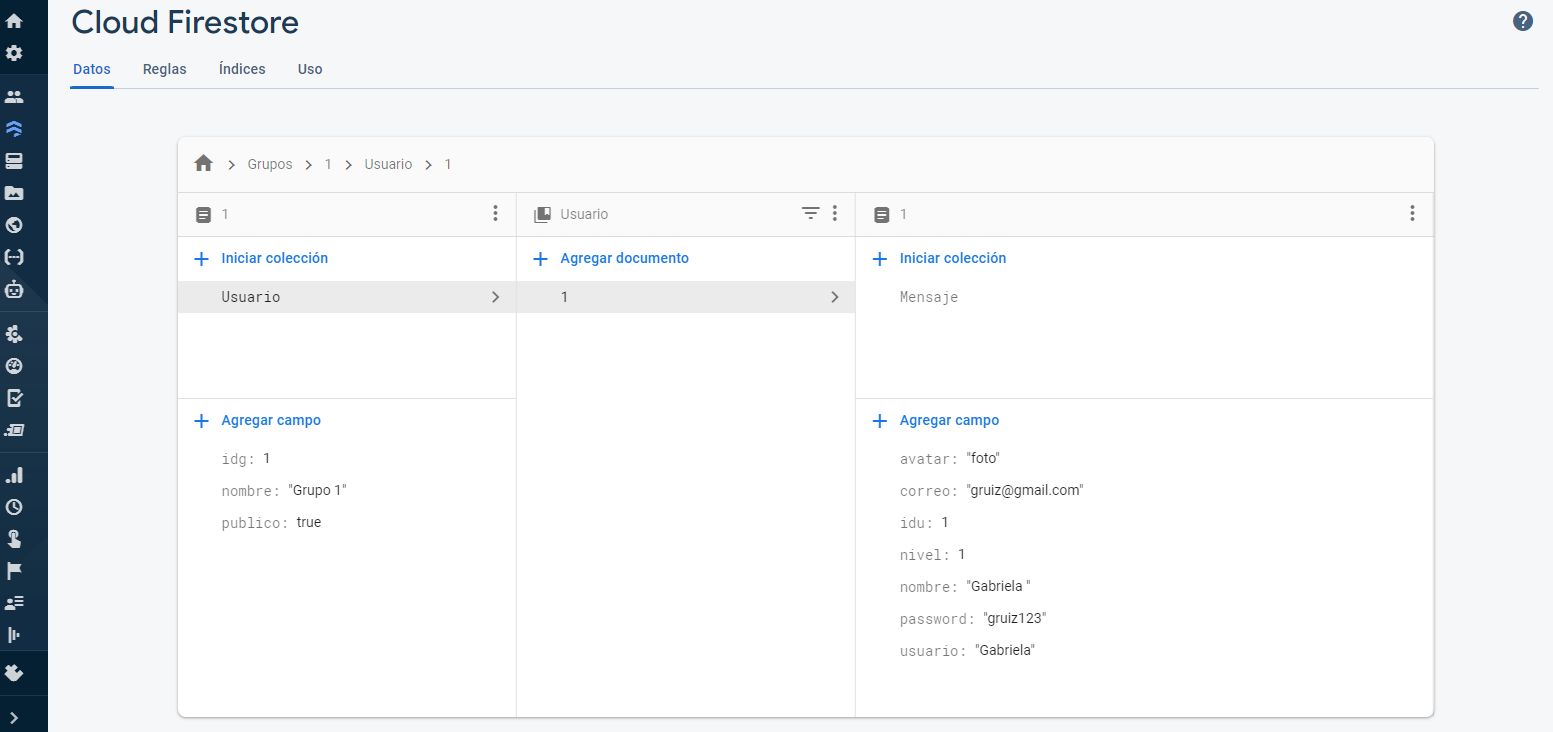 Cloud Firestore
Datos Reglas Índices Uso
Grupos 1 Usuario 1
1 Usuario 1
Iniciar colección Agregar documento Iniciar colección
Usuario 1 Mensaje
Agregar campo Agregar campo
idg: 1 avatar: "foto"
nombre: "Grupo 1" correo: "gruiz@gmail.com"
publico: true idu: 1
nivel: 1
nombre: "Gabriela "
password: "gruiz123"
usuario: "Gabriela"